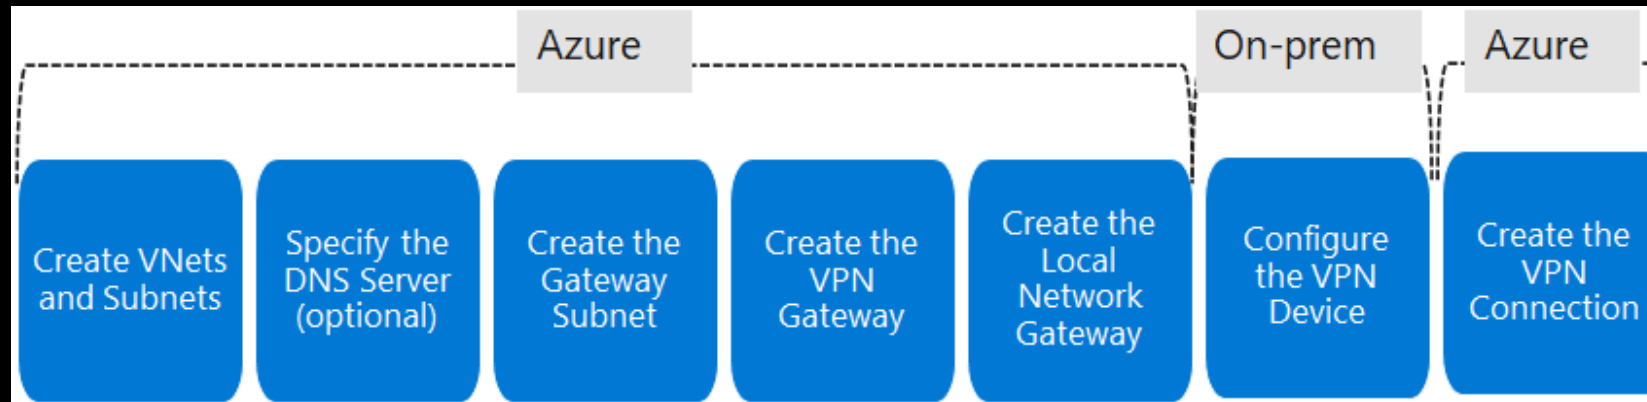 Azure
On-prem
Azure
Create VNets
and Subnets
Specify the
DNS Server
(optional)
Create the
Gateway
Subnet
Create the
VPN
Gateway
Create the
Local
Network
Gateway
Configure
the VPN
Device
Create the
VPN
Connection